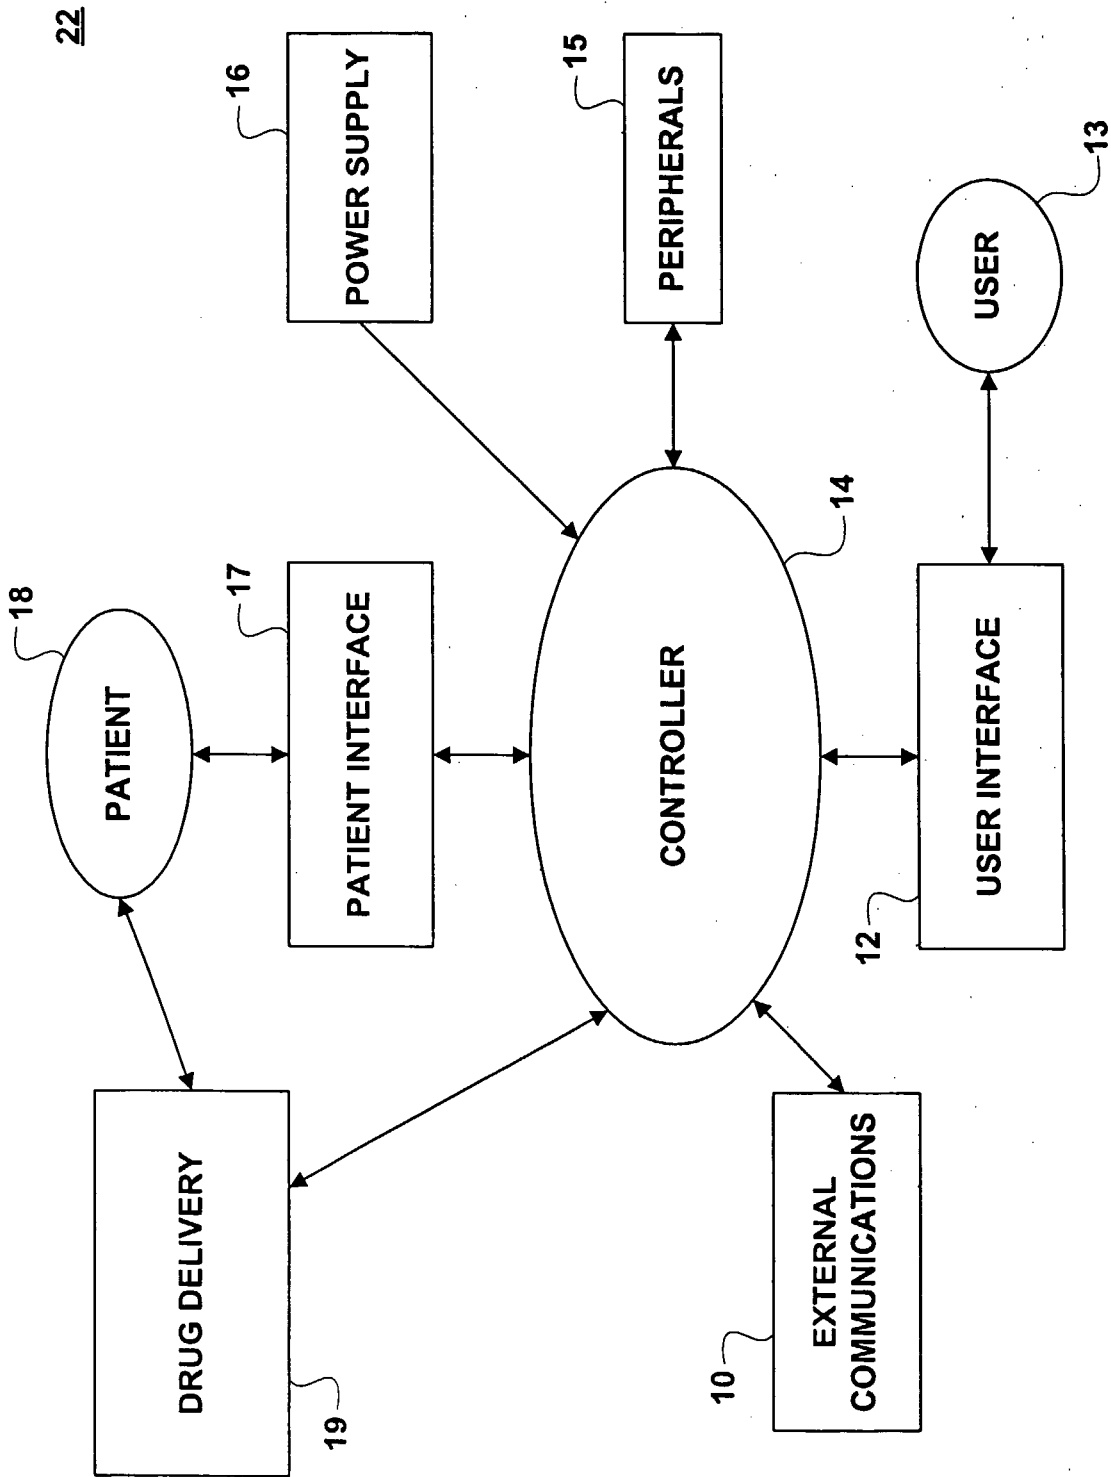 22
18
PATIENT
DRUG DELIVERY
19
17
PATIENT INTERFACE
16
POWER SUPPLY
CONTROLLER
14
15
PERIPHERALS
10
EXTERNAL
COMMUNICATIONS
12
USER INTERFACE
USER
13